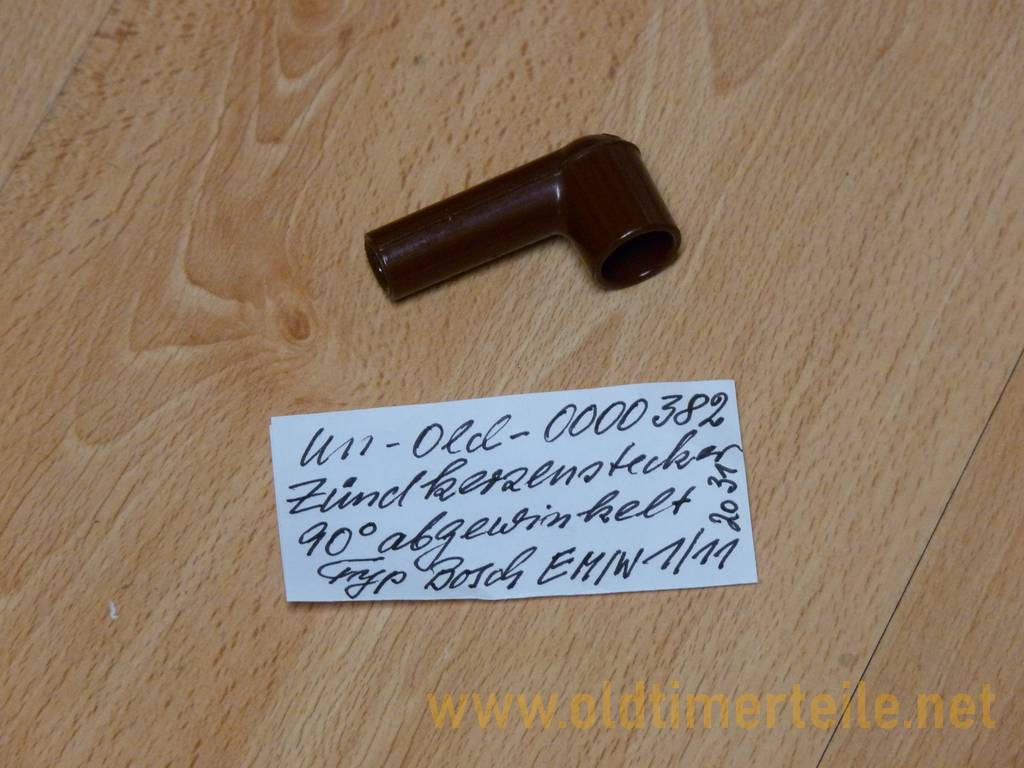 Un-Old-0000382
Zündkerzenstecker
90° abgewinkelt
Typ Bosch EM/W 1/11
2031
www.oldtimerteile.net